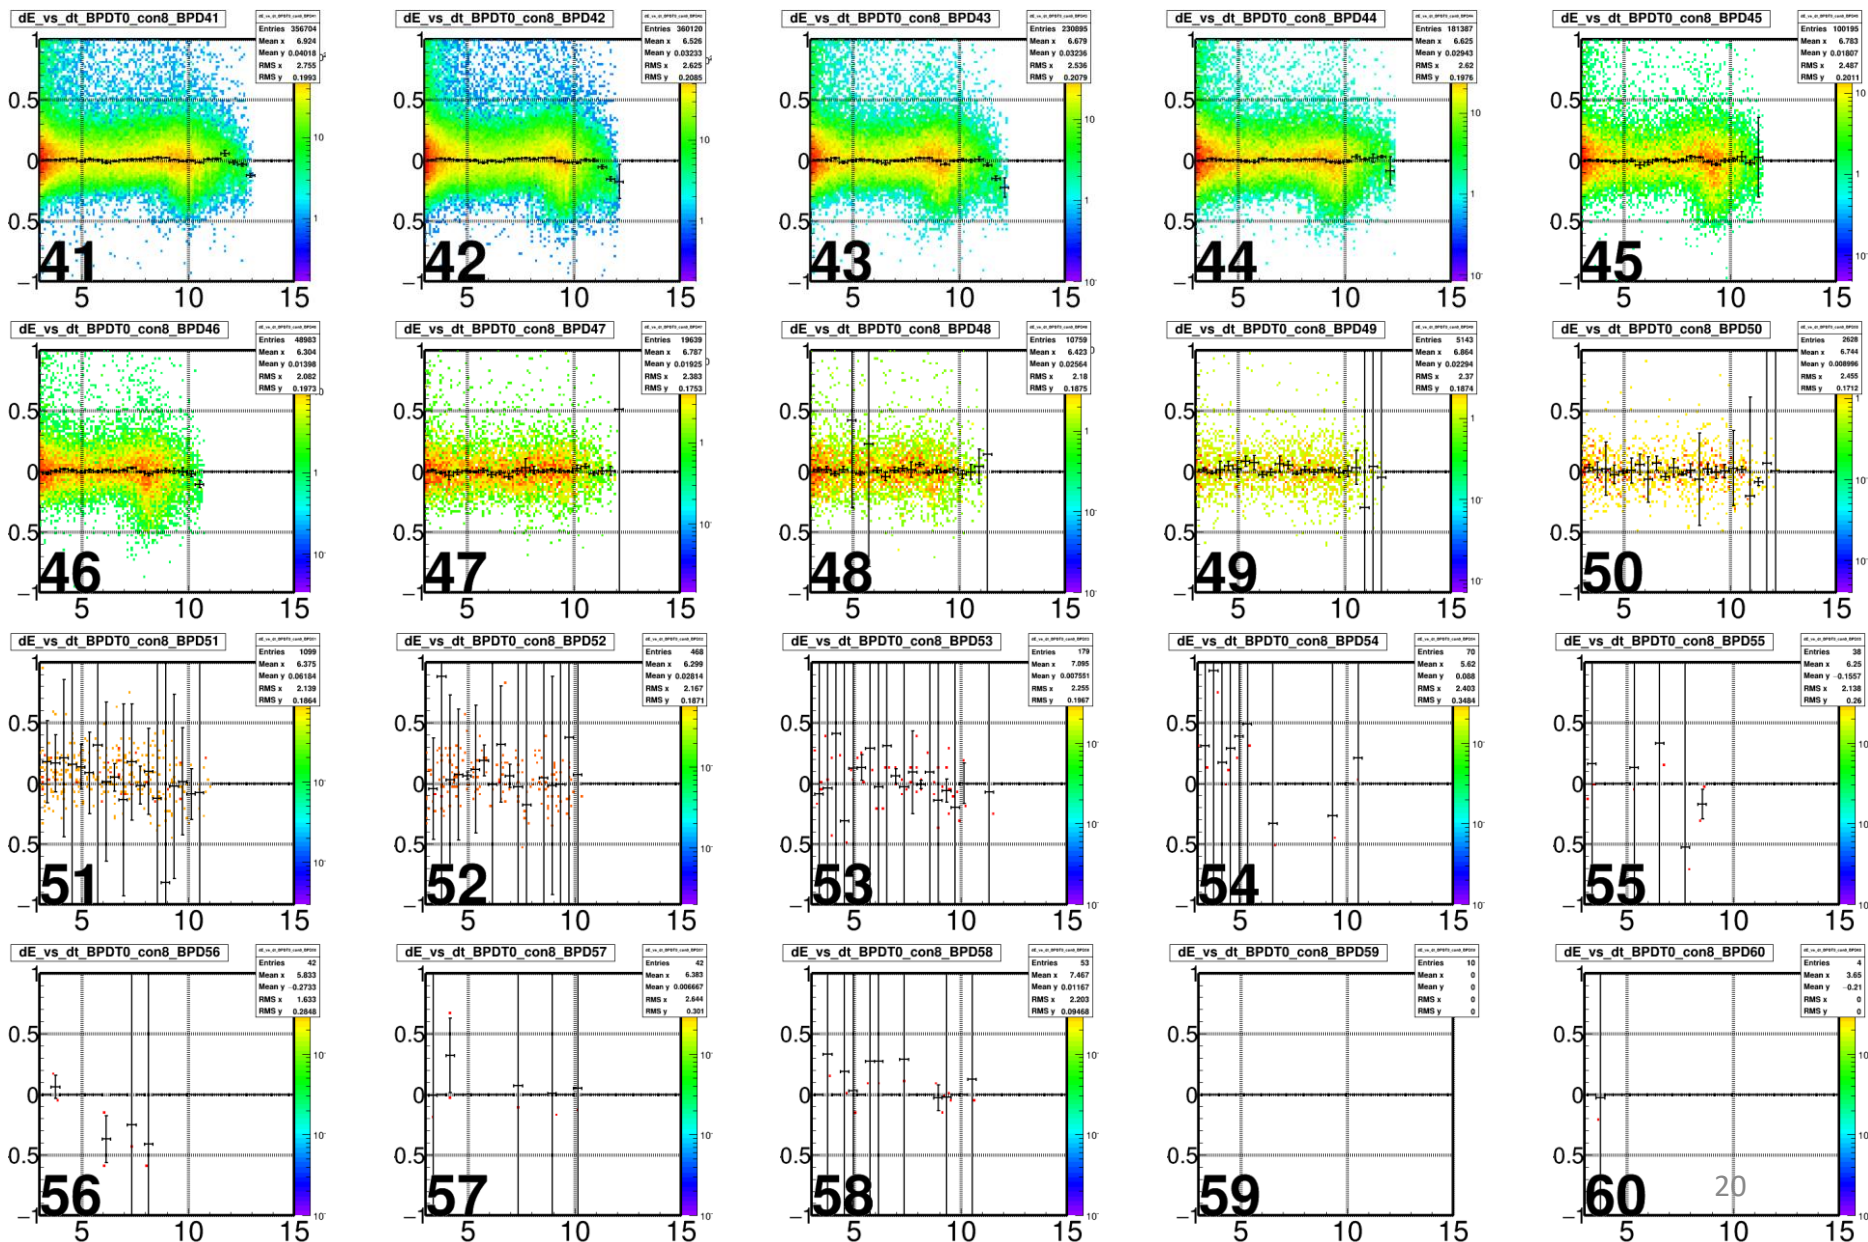 dE_vs_dt_BPDT0_con8_BPD41
Entries 356704
Mean x 6.924
Mean y 0.04018
RMS x 2.755
RMS y 0.1993
41
dE_vs_dt_BPDT0_con8_BPD42
Entries 360120
Mean x 6.526
Mean y 0.03233
RMS x 2.625
RMS y 0.2085
42
dE_vs_dt_BPDT0_con8_BPD43
Entries 230895
Mean x 6.679
Mean y 0.03236
RMS x 2.536
RMS y 0.2079
43
dE_vs_dt_BPDT0_con8_BPD44
Entries 181387
Mean x 6.625
Mean y 0.02943
RMS x 2.62
RMS y 0.1976
44
dE_vs_dt_BPDT0_con8_BPD45
Entries 100195
Mean x 6.783
Mean y 0.01807
RMS x 2.487
RMS y 0.2011
45
dE_vs_dt_BPDT0_con8_BPD46
Entries 48983
Mean x 6.304
Mean y 0.01398
RMS x 2.082
RMS y 0.1973
46
dE_vs_dt_BPDT0_con8_BPD47
Entries 19639
Mean x 6.787
Mean y 0.01925
RMS x 2.383
RMS y 0.1753
47
dE_vs_dt_BPDT0_con8_BPD48
Entries 10759
Mean x 6.423
Mean y 0.02564
RMS x 2.18
RMS y 0.1875
48
dE_vs_dt_BPDT0_con8_BPD49
Entries 5143
Mean x 6.864
Mean y 0.02294
RMS x 2.37
RMS y 0.1874
49
dE_vs_dt_BPDT0_con8_BPD50
Entries 2628
Mean x 6.744
Mean y 0.008996
RMS x 2.455
RMS y 0.1712
50
dE_vs_dt_BPDT0_con8_BPD51
Entries 1099
Mean x 6.375
Mean y 0.06184
RMS x 2.139
RMS y 0.1864
51
dE_vs_dt_BPDT0_con8_BPD52
Entries 468
Mean x 6.299
Mean y 0.02814
RMS x 2.167
RMS y 0.1871
52
dE_vs_dt_BPDT0_con8_BPD53
Entries 179
Mean x 7.095
Mean y 0.007551
RMS x 2.255
RMS y 0.1967
53
dE_vs_dt_BPDT0_con8_BPD54
Entries 70
Mean x 5.62
Mean y 0.088
RMS x 2.403
RMS y 0.3484
54
dE_vs_dt_BPDT0_con8_BPD55
Entries 38
Mean x 6.25
Mean y -0.1557
RMS x 2.138
RMS y 0.26
55
dE_vs_dt_BPDT0_con8_BPD56
Entries 42
Mean x 5.833
Mean y -0.2733
RMS x 1.633
RMS y 0.2848
56
dE_vs_dt_BPDT0_con8_BPD57
Entries 42
Mean x 6.383
Mean y 0.006667
RMS x 2.644
RMS y 0.301
57
dE_vs_dt_BPDT0_con8_BPD58
Entries 53
Mean x 7.467
Mean y 0.01167
RMS x 2.203
RMS y 0.09468
58
dE_vs_dt_BPDT0_con8_BPD59
Entries 10
Mean x 0
Mean y 0
RMS x 0
RMS y 0
59
dE_vs_dt_BPDT0_con8_BPD60
Entries 4
Mean x 3.65
Mean y -0.21
RMS x 0
RMS y 0
60
20